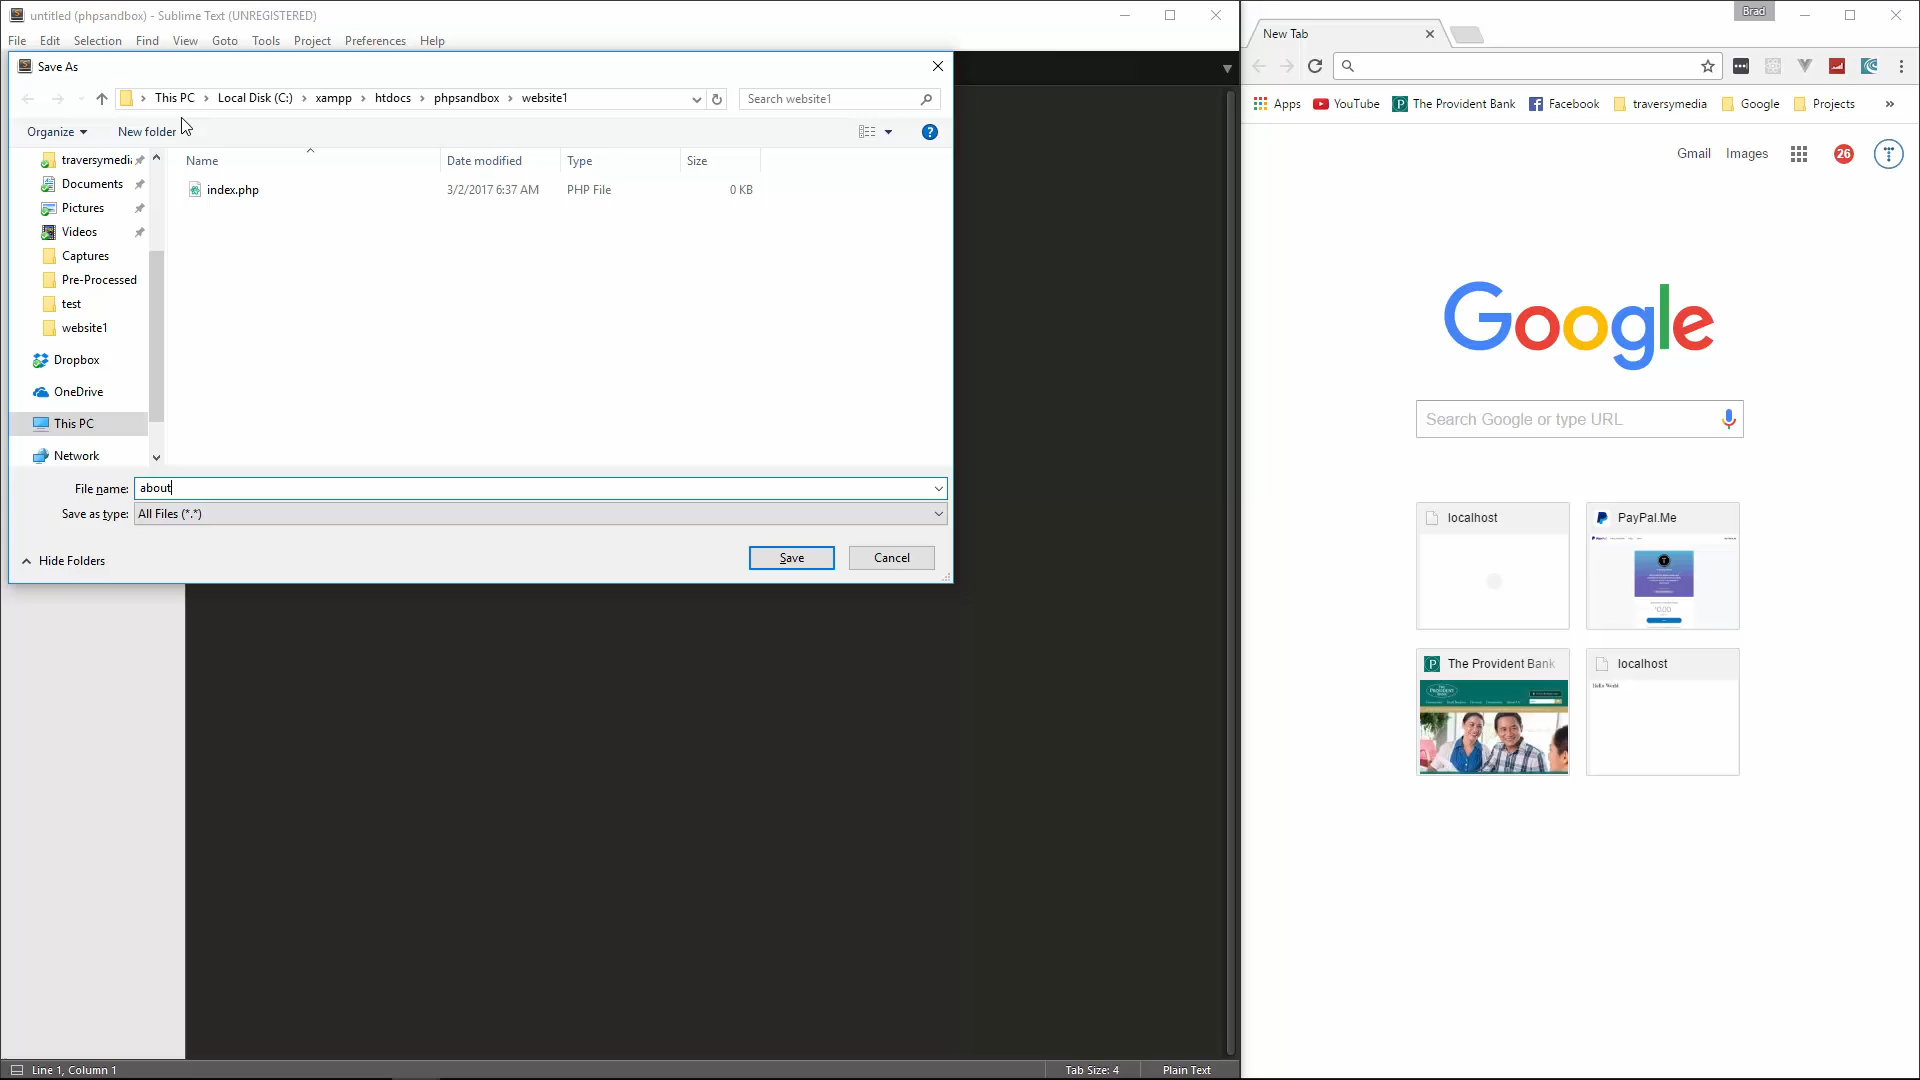 untitled (phpsandbox) - Sublime Text (UNREGISTERED)
File Edit Selection Find View Goto Tools Project Preferences Help
Save As
This PC Local Disk (C:) xampp htdocs phpsandbox website1
Search website1
Organize New folder
Name Date modified Type Size
index.php 3/2/2017 6:37 AM PHP File 0 KB
Documents
Pictures
Videos
Captures
Pre-Processed
test
website1
Dropbox
OneDrive
This PC
Network
File name: about
Save as type: All Files (*.*)
Hide Folders
Save Cancel
Line 1, Column 1
Tab Size: 4 Plain Text
Brad
New Tab
Apps YouTube The Provident Bank Facebook traversymedia Google Projects »
Gmail Images 26
Google
Search Google or type URL
localhost
PayPal.Me
The Provident Bank
localhost
Hello World